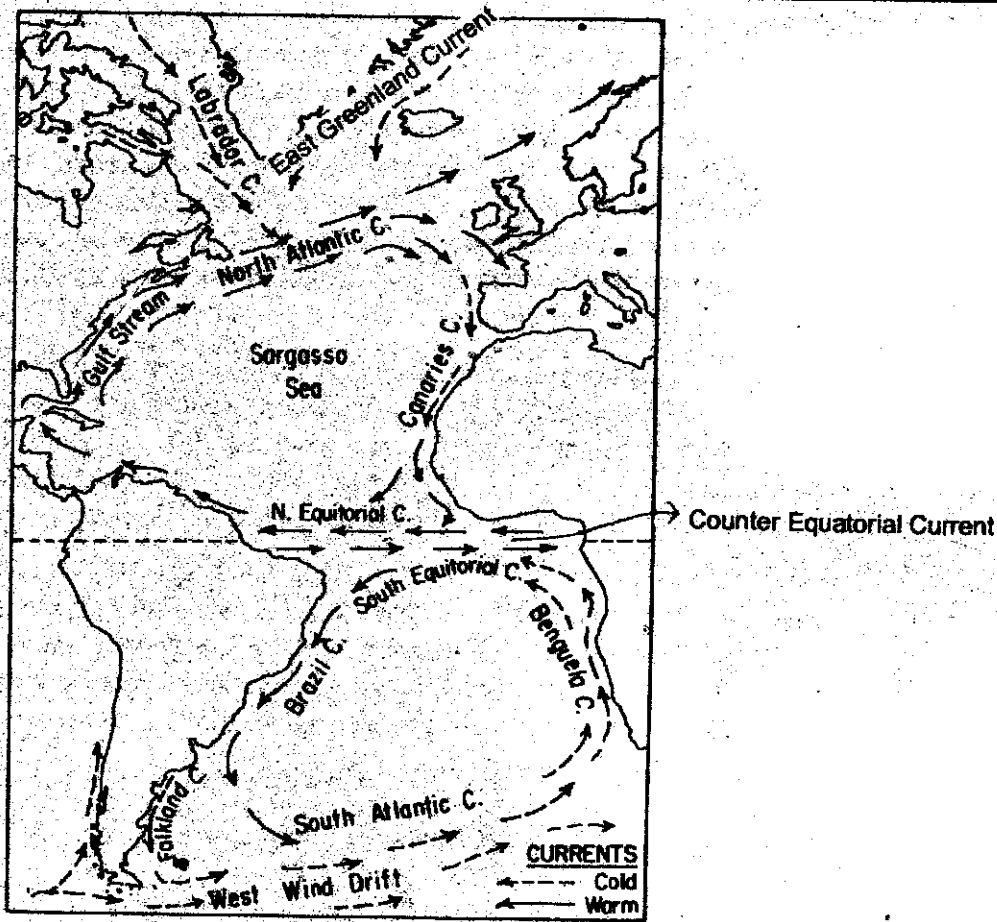 East Greenland Current
Labrador C.
North Atlantic C.
Gulf Stream
Sargasso
Sea
Canaries C.
N. Equitorial C.
Counter Equatorial Current
South Equitorial C.
Benguela C.
Brazil C.
Falkland C
South Atlantic C.
West Wind Drift
CURRENTS
Cold
Warm